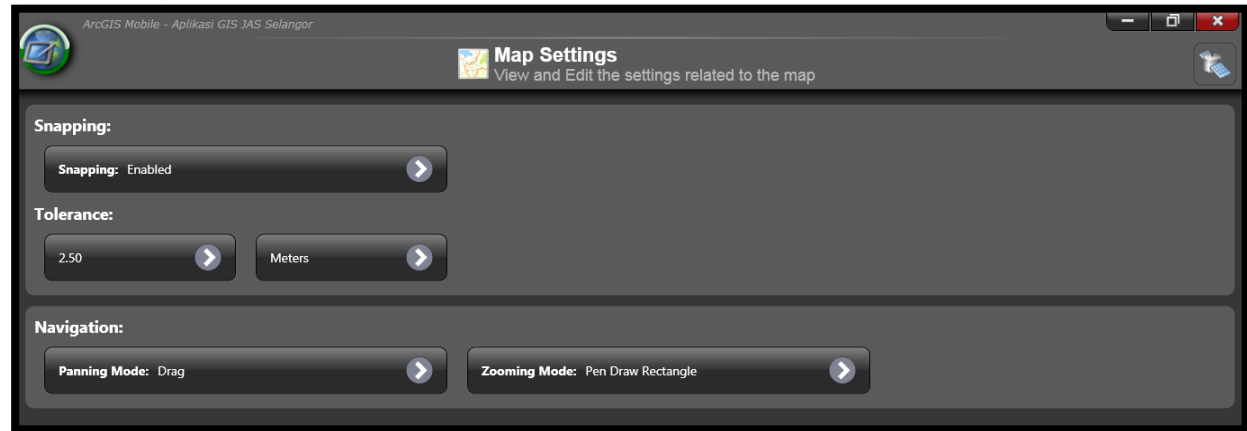 ArcGIS Mobile - Aplikasi GIS JAS Selangor
Map Settings
View and Edit the settings related to the map
Snapping:
Snapping: Enabled
Tolerance:
2.50
Meters
Navigation:
Panning Mode: Drag
Zooming Mode: Pen Draw Rectangle